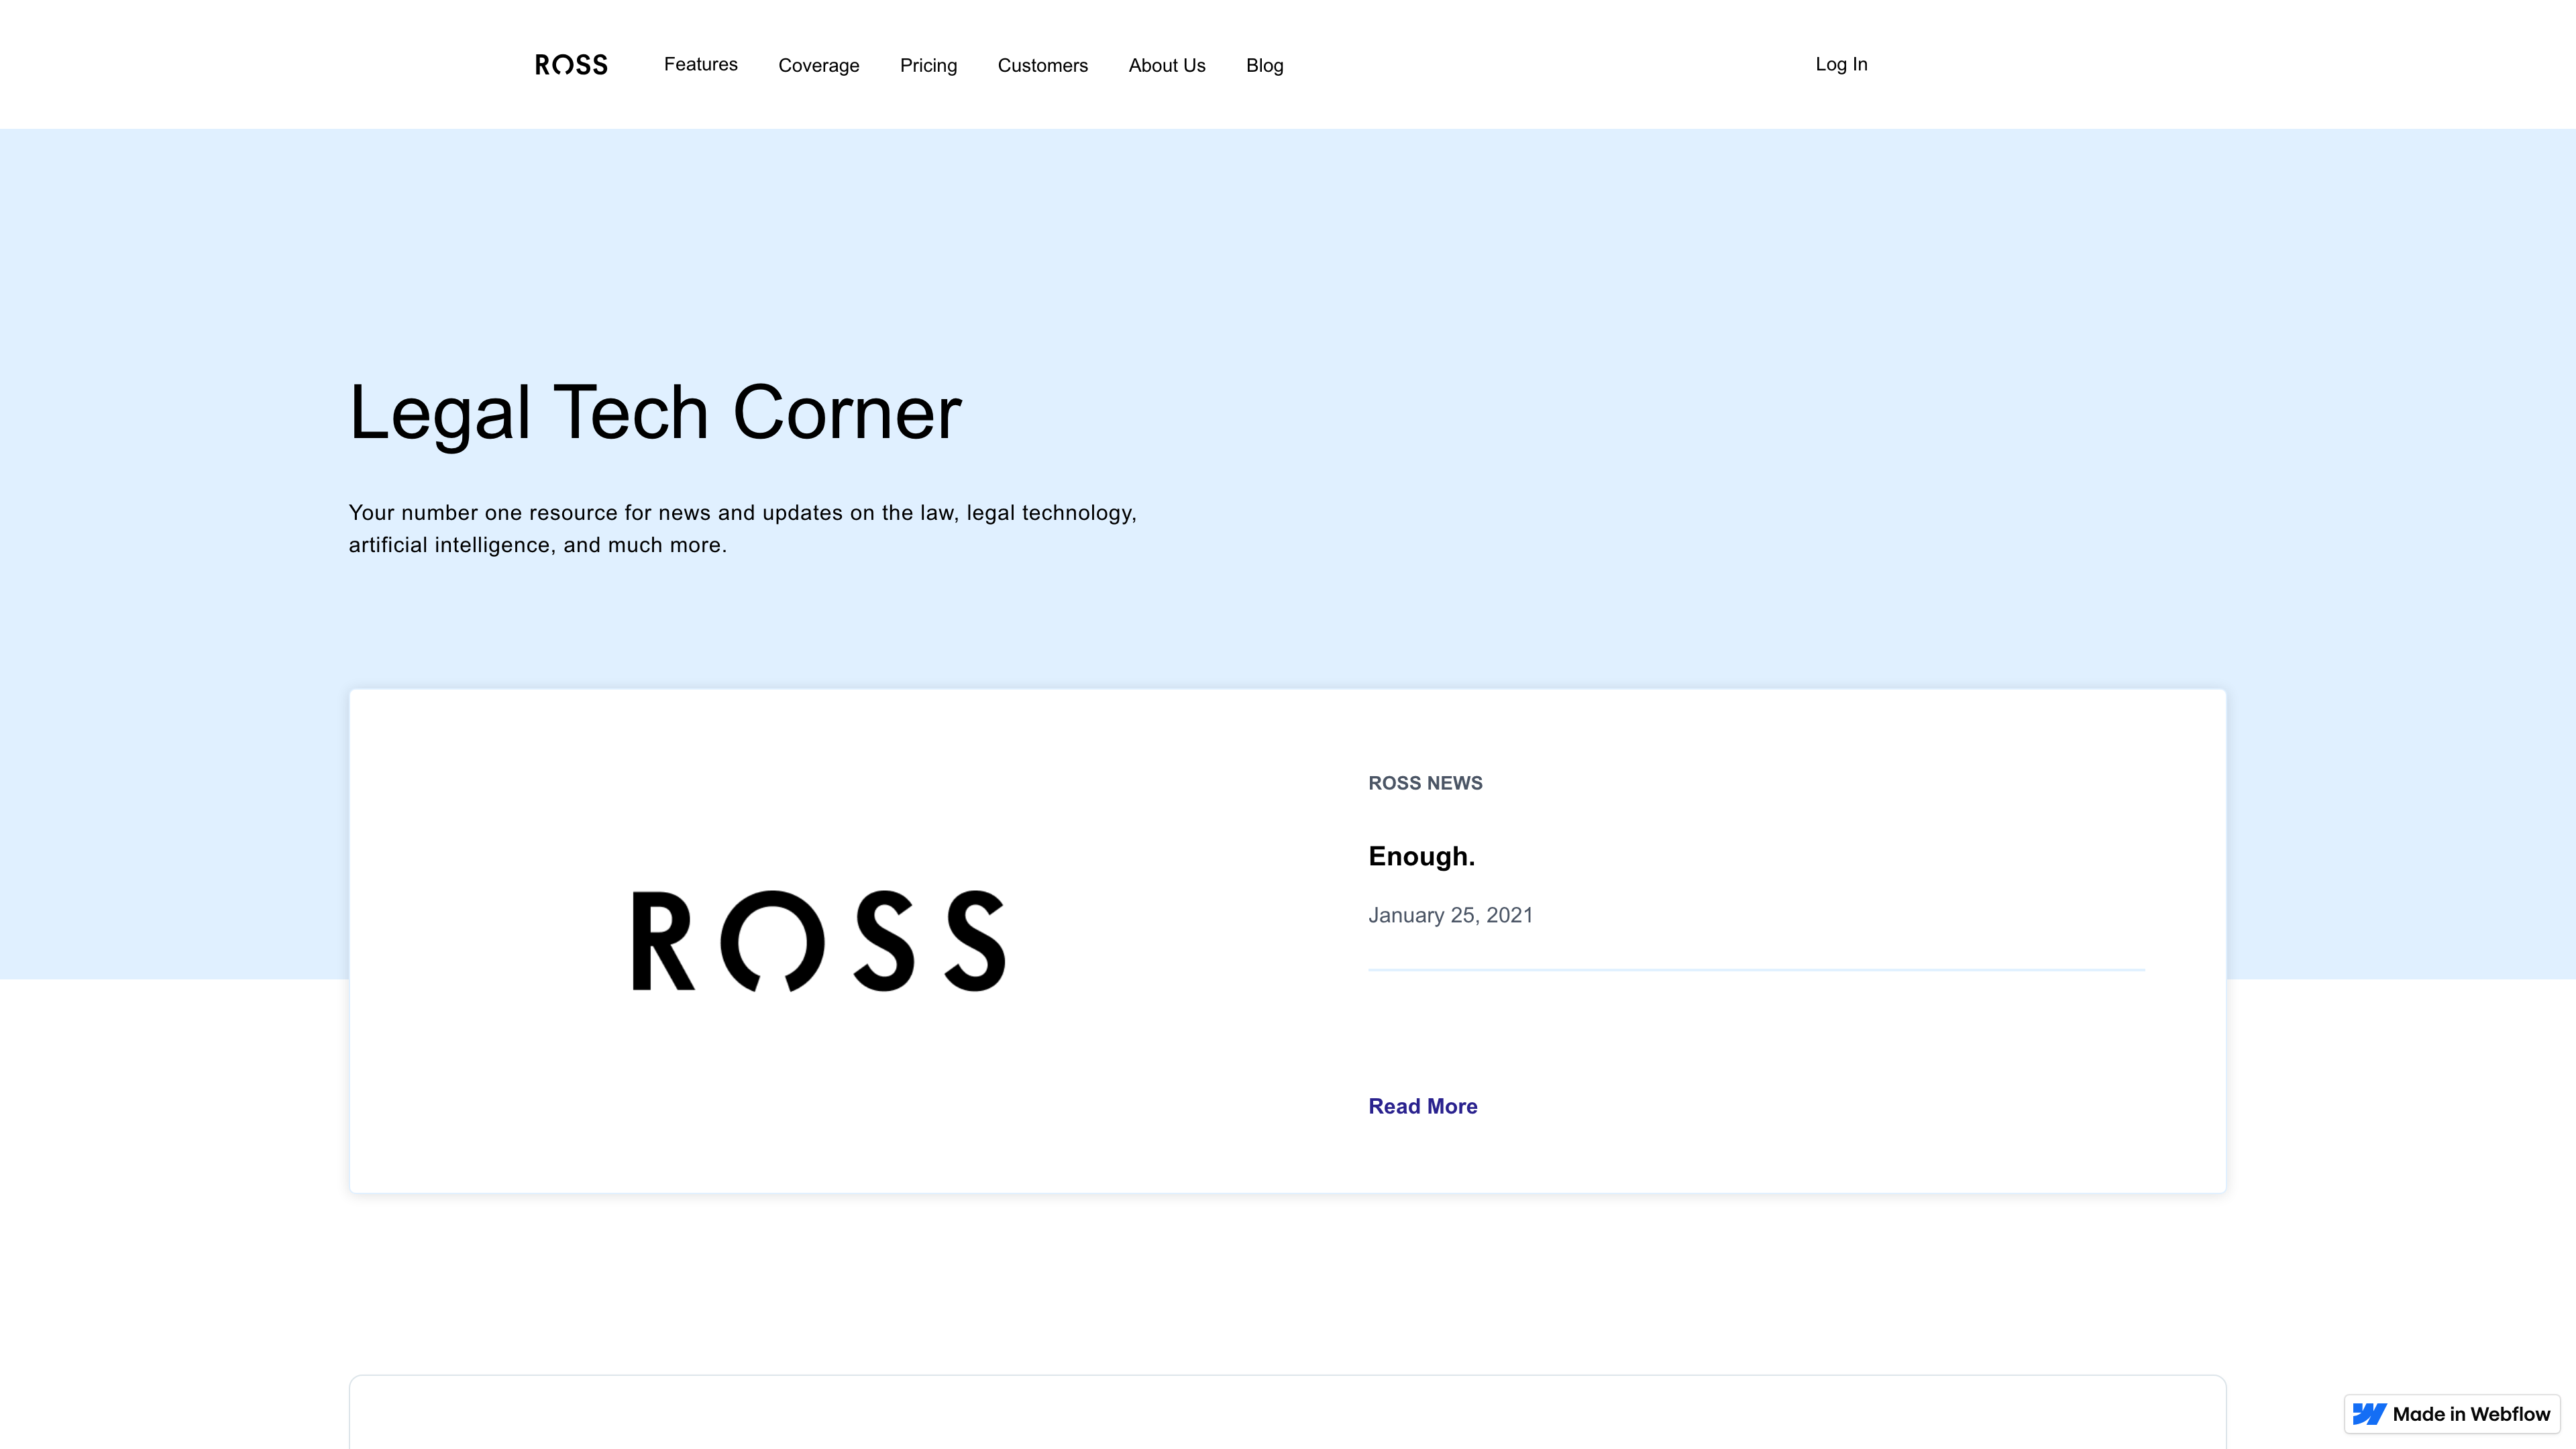 ROSS
Features
Coverage
Pricing
Customers
About Us
Blog
Log In
Legal Tech Corner
Your number one resource for news and updates on the law, legal technology,
artificial intelligence, and much more.
ROSS
ROSS NEWS
Enough.
January 25, 2021
Read More
Made in Webflow